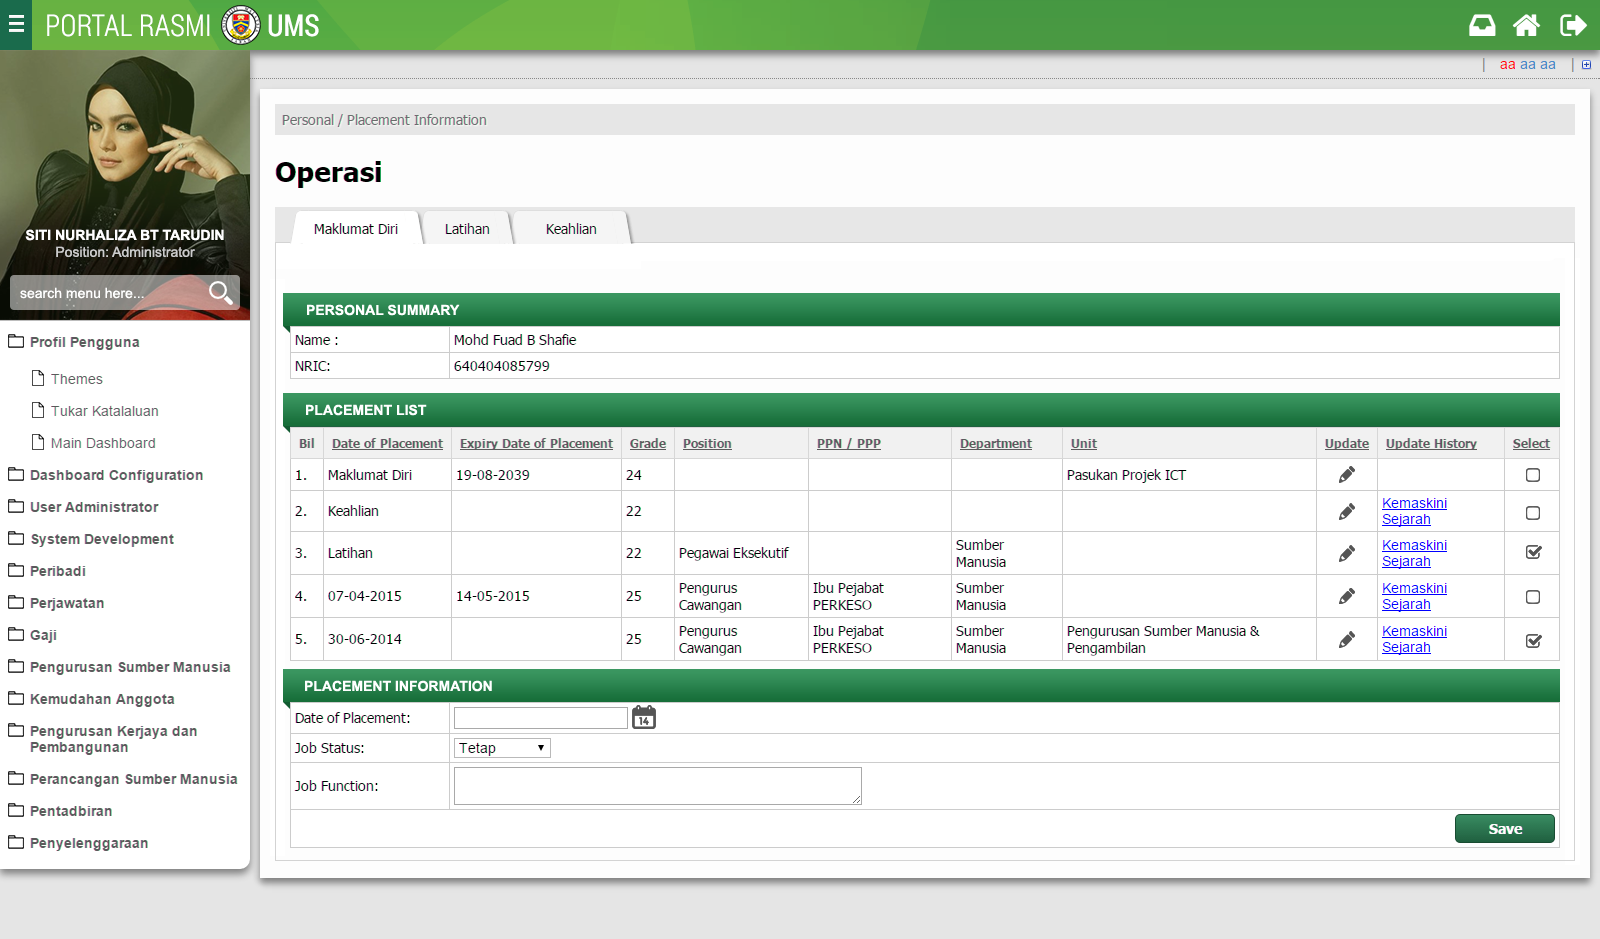 PORTAL RASMI UMS
| aa aa aa |
SITI NURHALIZA BT TARUDIN
Position: Administrator
search menu here...
Profil Pengguna
Themes
Tukar Katalaluan
Main Dashboard
Dashboard Configuration
User Administrator
System Development
Peribadi
Perjawatan
Gaji
Pengurusan Sumber Manusia
Kemudahan Anggota
Pengurusan Kerjaya dan
Pembangunan
Perancangan Sumber Manusia
Pentadbiran
Penyelenggaraan
Personal / Placement Information
Operasi
Maklumat Diri Latihan Keahlian
PERSONAL SUMMARY
Name : Mohd Fuad B Shafie
NRIC: 640404085799
PLACEMENT LIST
Bil Date of Placement Expiry Date of Placement Grade Position PPN / PPP Department Unit Update Update History Select
1. Maklumat Diri 19-08-2039 24 Pasukan Projek ICT
2. Keahlian 22 Kemaskini
Sejarah
3. Latihan 22 Pegawai Eksekutif Sumber
Manusia Kemaskini
Sejarah
4. 07-04-2015 14-05-2015 25 Pengurus
Cawangan Ibu Pejabat
PERKESO Sumber
Manusia Kemaskini
Sejarah
5. 30-06-2014 25 Pengurus
Cawangan Ibu Pejabat
PERKESO Sumber
Manusia Pengurusan Sumber Manusia &
Pengambilan Kemaskini
Sejarah
PLACEMENT INFORMATION
Date of Placement: 14
Job Status: Tetap
Job Function:
Save